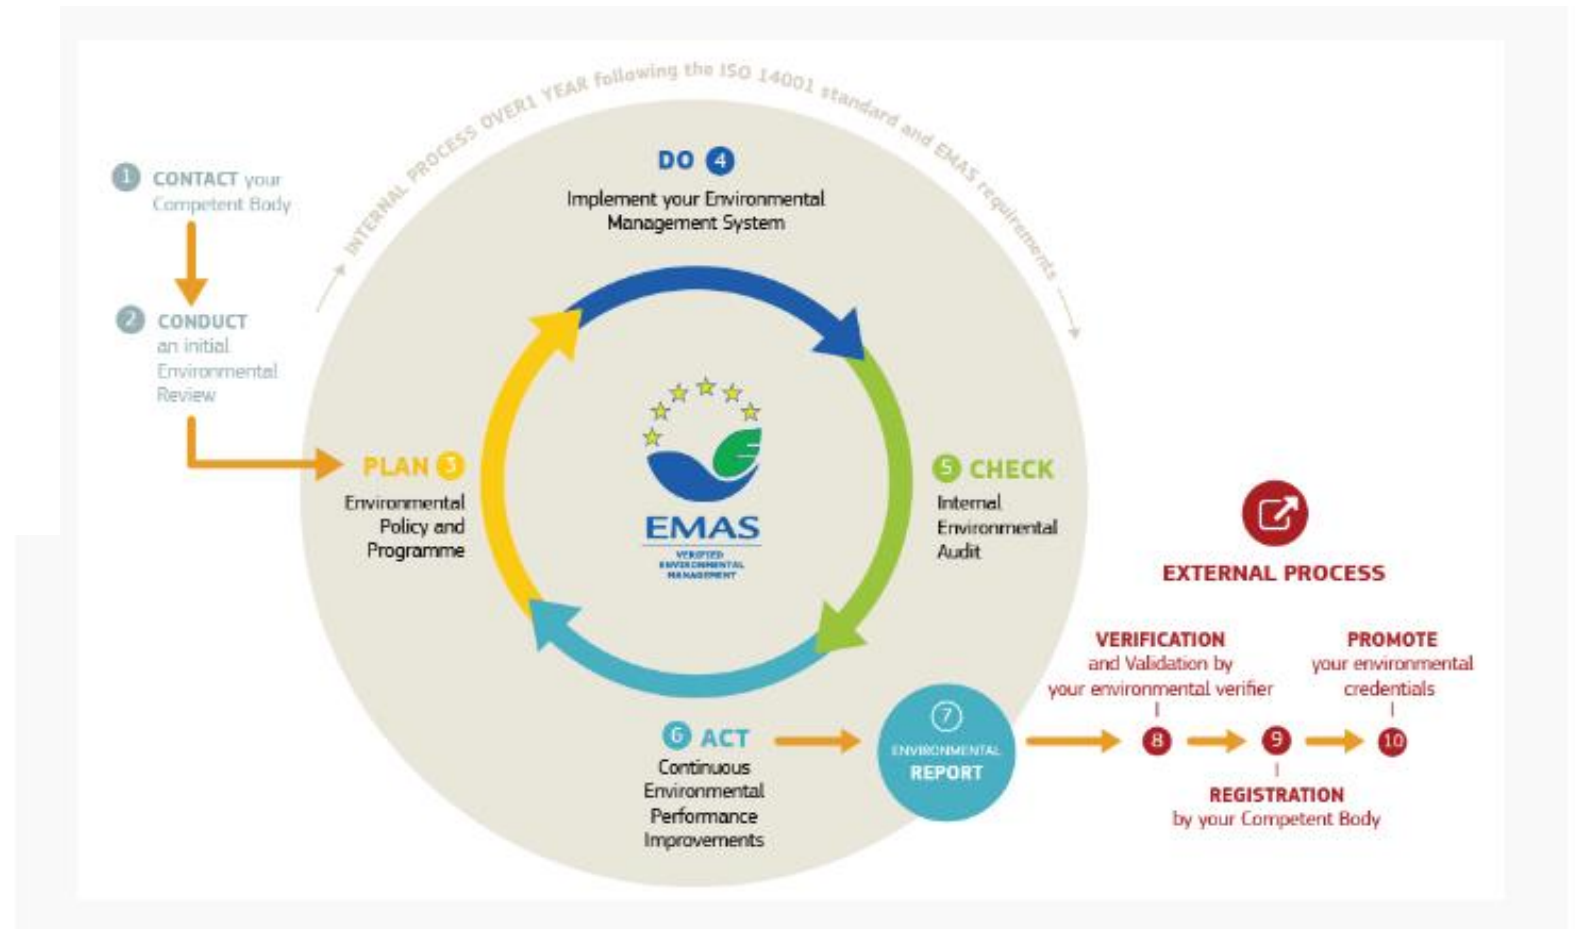 INTERNAL PROCESS OVER1 YEAR following the ISO 14001 standard and EMAS requirements
1 CONTACT your
Competent Body
2 CONDUCT
an initial
Environmental
Review
PLAN 3
Environmental
Policy and
Programme
DO 4
Implement your Environmental
Management System
5 CHECK
Internal
Environmental
Audit
EMAS
VERIFIED
ENVIRONMENTAL
MANAGEMENT
6 ACT
Continuous
Environmental
Performance
Improvements
7
ENVIRONMENTAL
REPORT
EXTERNAL PROCESS
VERIFICATION
and Validation by
your environmental verifier
8
9
REGISTRATION
by your Competent Body
PROMOTE
your environmental
credentials
10